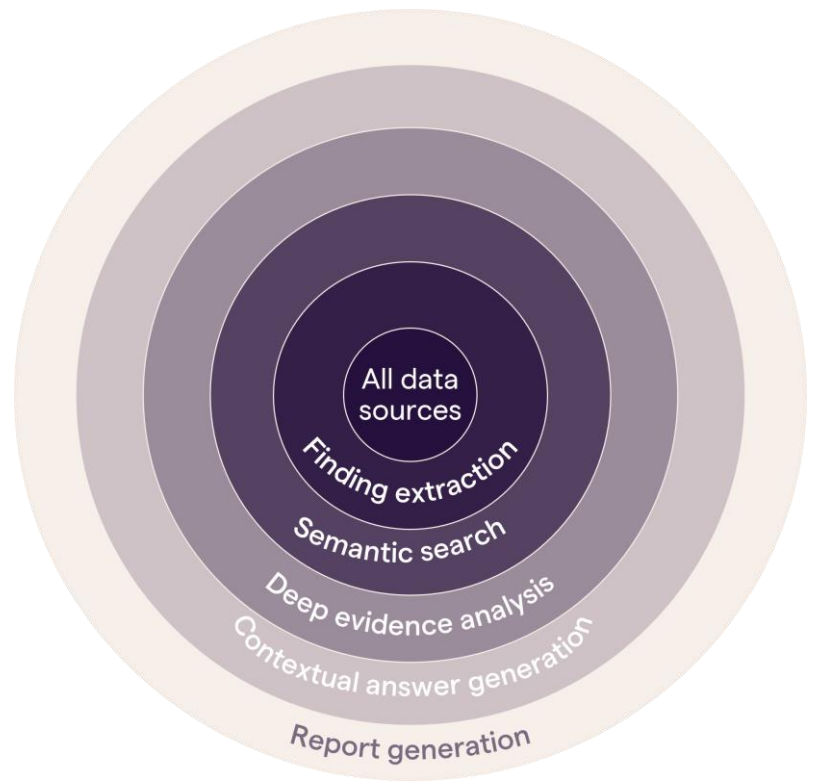 All data
sources
Finding extraction
Semantic search
Deep evidence analysis
Contextual answer generation
Report generation